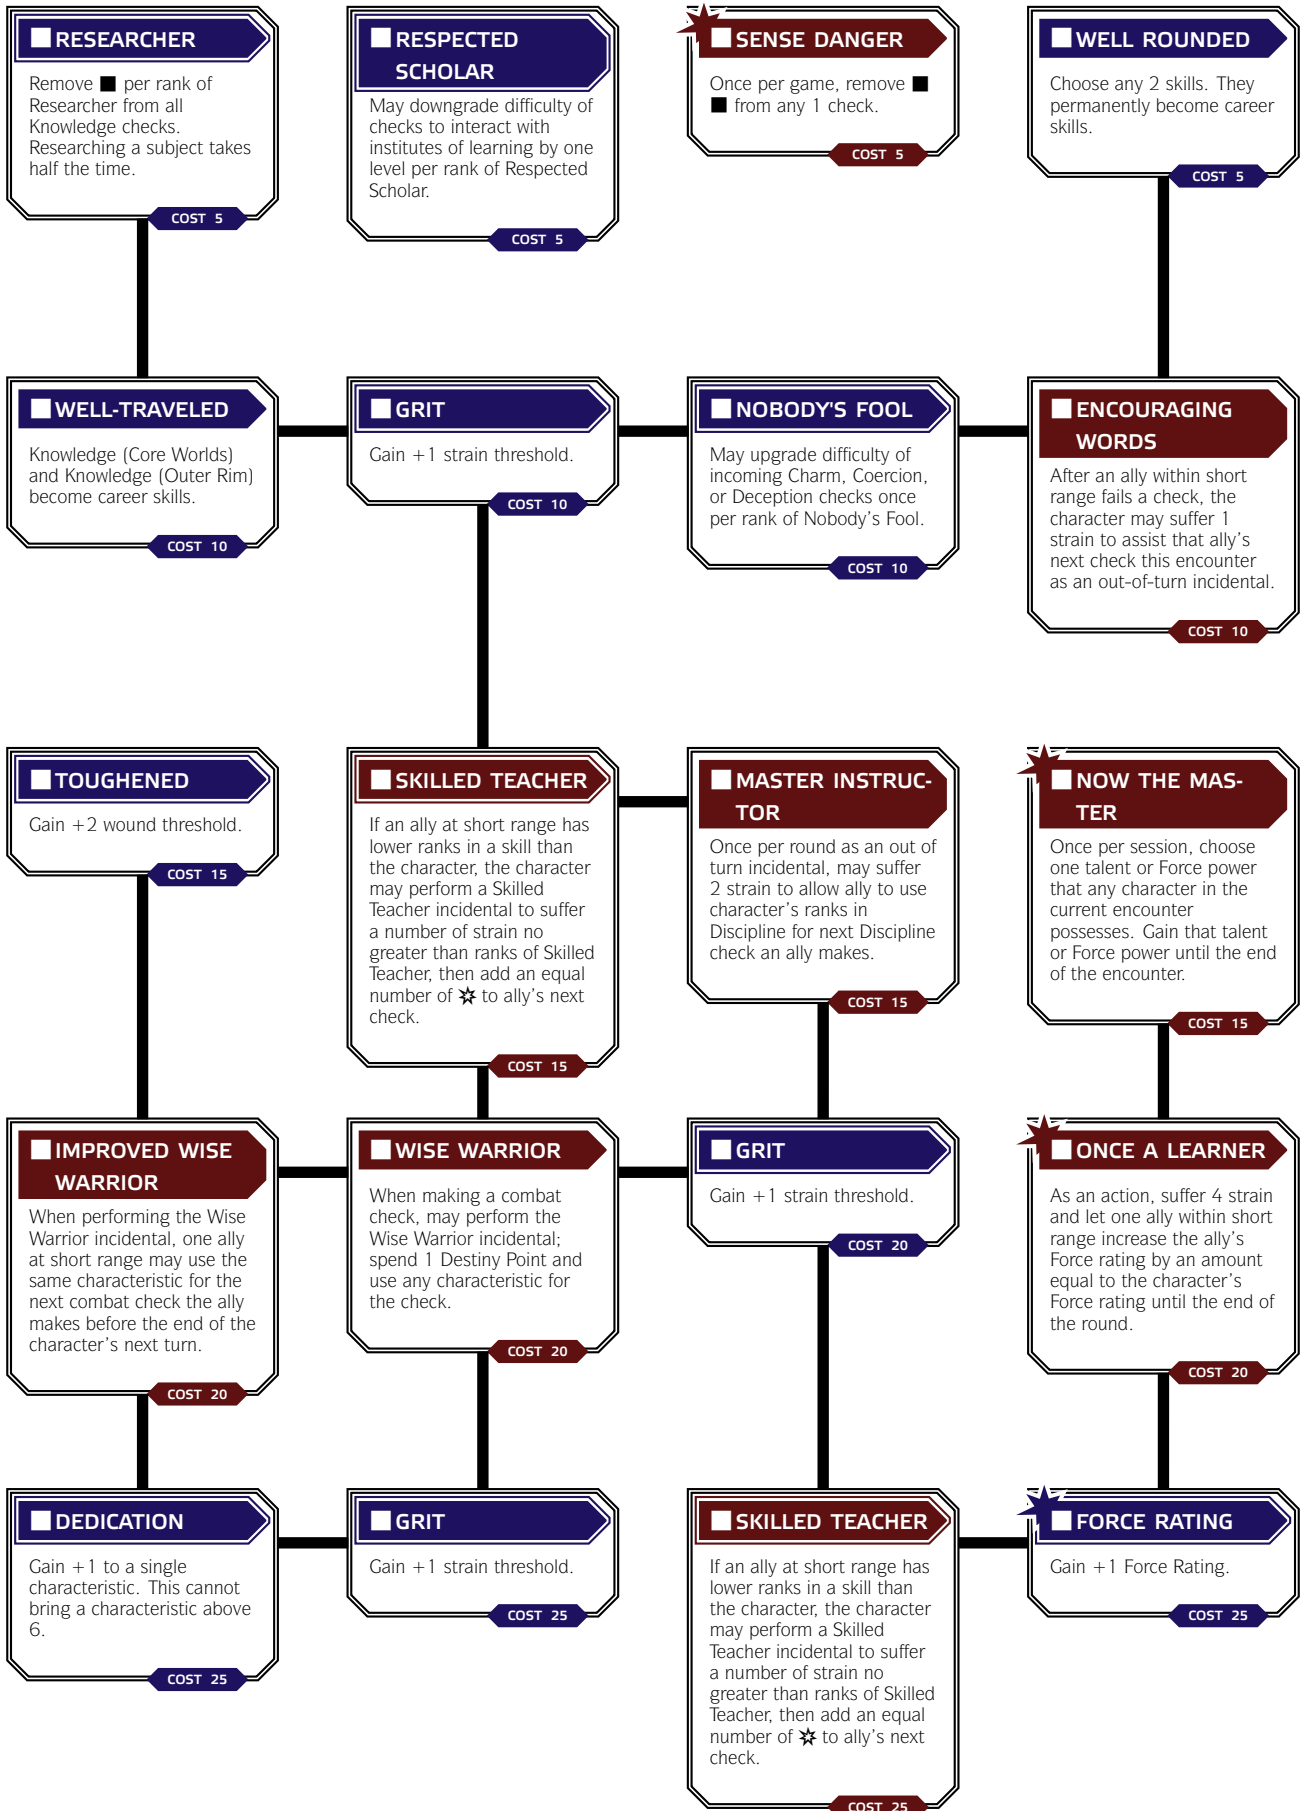 RESEARCHER
Remove ■ per rank of
Researcher from all
Knowledge checks.
Researching a subject takes
half the time.
COST 5
RESPECTED
SCHOLAR
May downgrade difficulty of
checks to interact with
institutes of learning by one
level per rank of Respected
Scholar.
COST 5
SENSE DANGER
Once per game, remove ■
■ from any 1 check.
COST 5
WELL ROUNDED
Choose any 2 skills. They
permanently become career
skills.
COST 5
WELL-TRAVELED
Knowledge (Core Worlds)
and Knowledge (Outer Rim)
become career skills.
COST 10
GRIT
Gain +1 strain threshold.
COST 10
NOBODY'S FOOL
May upgrade difficulty of
incoming Charm, Coercion,
or Deception checks once
per rank of Nobody's Fool.
COST 10
ENCOURAGING
WORDS
After an ally within short
range fails a check, the
character may suffer 1
strain to assist that ally's
next check this encounter
as an out-of-turn incidental.
COST 10
TOUGHENED
Gain +2 wound threshold.
COST 15
SKILLED TEACHER
If an ally at short range has
lower ranks in a skill than
the character, the character
may perform a Skilled
Teacher incidental to suffer
a number of strain no
greater than ranks of Skilled
Teacher, then add an equal
number of to ally's next
check.
COST 15
MASTER INSTRUC-
TOR
Once per round as an out of
turn incidental, may suffer
2 strain to allow ally to use
character's ranks in
Discipline for next Discipline
check an ally makes.
COST 15
NOW THE MAS-
TER
Once per session, choose
one talent or Force power
that any character in the
current encounter
possesses. Gain that talent
or Force power until the end
of the encounter.
COST 15
IMPROVED WISE
WARRIOR
When performing the Wise
Warrior incidental, one ally
at short range may use the
same characteristic for the
next combat check the ally
makes before the end of the
character's next turn.
COST 20
WISE WARRIOR
When making a combat
check, may perform the
Wise Warrior incidental;
spend 1 Destiny Point and
use any characteristic for
the check.
COST 20
GRIT
Gain +1 strain threshold.
COST 20
ONCE A LEARNER
As an action, suffer 4 strain
and let one ally within short
range increase the ally's
Force rating by an amount
equal to the character's
Force rating until the end of
the round.
COST 20
DEDICATION
Gain +1 to a single
characteristic. This cannot
bring a characteristic above
6.
COST 25
GRIT
Gain +1 strain threshold.
COST 25
SKILLED TEACHER
If an ally at short range has
lower ranks in a skill than
the character, the character
may perform a Skilled
Teacher incidental to suffer
a number of strain no
greater than ranks of Skilled
Teacher, then add an equal
number of to ally's next
check.
COST 25
FORCE RATING
Gain +1 Force Rating.
COST 25